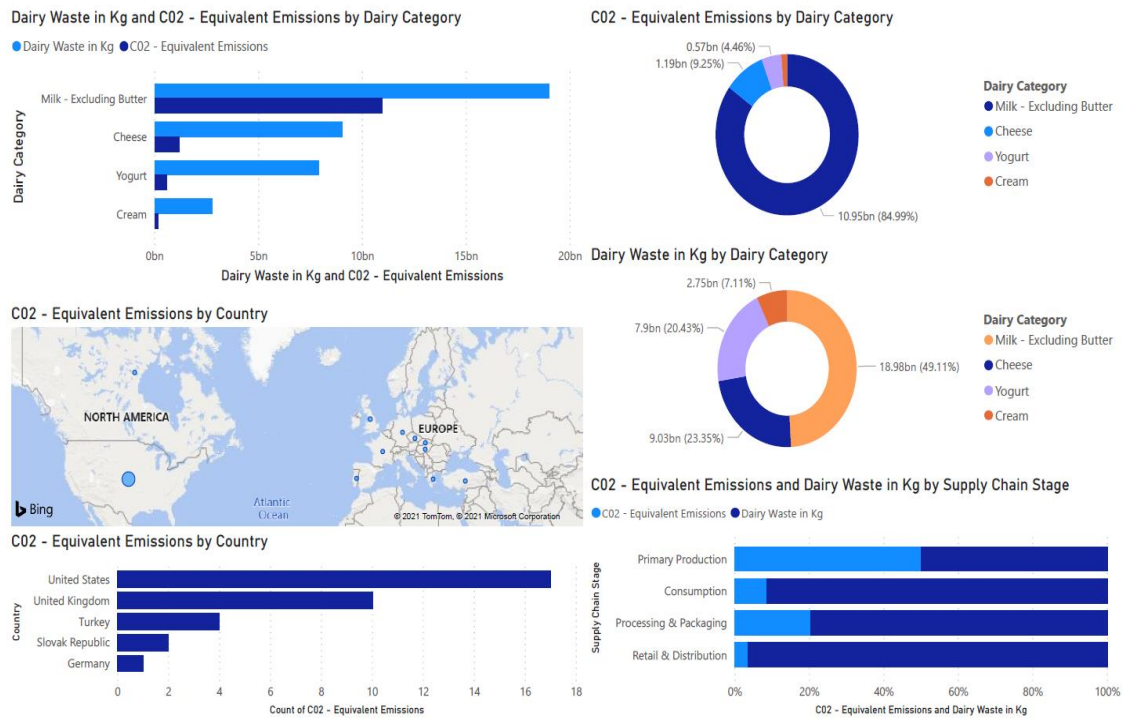 Dairy Waste in Kg and C02 - Equivalent Emissions by Dairy Category
Dairy Waste in Kg C02 - Equivalent Emissions
Dairy Category
Milk - Excluding Butter
Cheese
Yogurt
Cream
0bn 5bn 10bn 15bn 20bn
Dairy Waste in Kg and C02 - Equivalent Emissions
C02 - Equivalent Emissions by Dairy Category
0.57bn (4.46%)
1.19bn (9.25%)
10.95bn (84.99%)
Dairy Category
Milk - Excluding Butter
Cheese
Yogurt
Cream
Dairy Waste in Kg by Dairy Category
2.75bn (7.11%)
7.9bn (20.43%)
18.98bn (49.11%)
9.03bn (23.35%)
Dairy Category
Milk - Excluding Butter
Cheese
Yogurt
Cream
C02 - Equivalent Emissions by Country
NORTH AMERICA
EUROPE
Atlantic
Ocean
Bing
© 2021 TomTom, © 2021 Microsoft Corporation
C02 - Equivalent Emissions by Country
Country
United States
United Kingdom
Turkey
Slovak Republic
Germany
0 2 4 6 8 10 12 14 16 18
Count of C02 - Equivalent Emissions
C02 - Equivalent Emissions and Dairy Waste in Kg by Supply Chain Stage
C02 - Equivalent Emissions Dairy Waste in Kg
Supply Chain Stage
Primary Production
Consumption
Processing & Packaging
Retail & Distribution
0% 20% 40% 60% 80% 100%
C02 - Equivalent Emissions and Dairy Waste in Kg